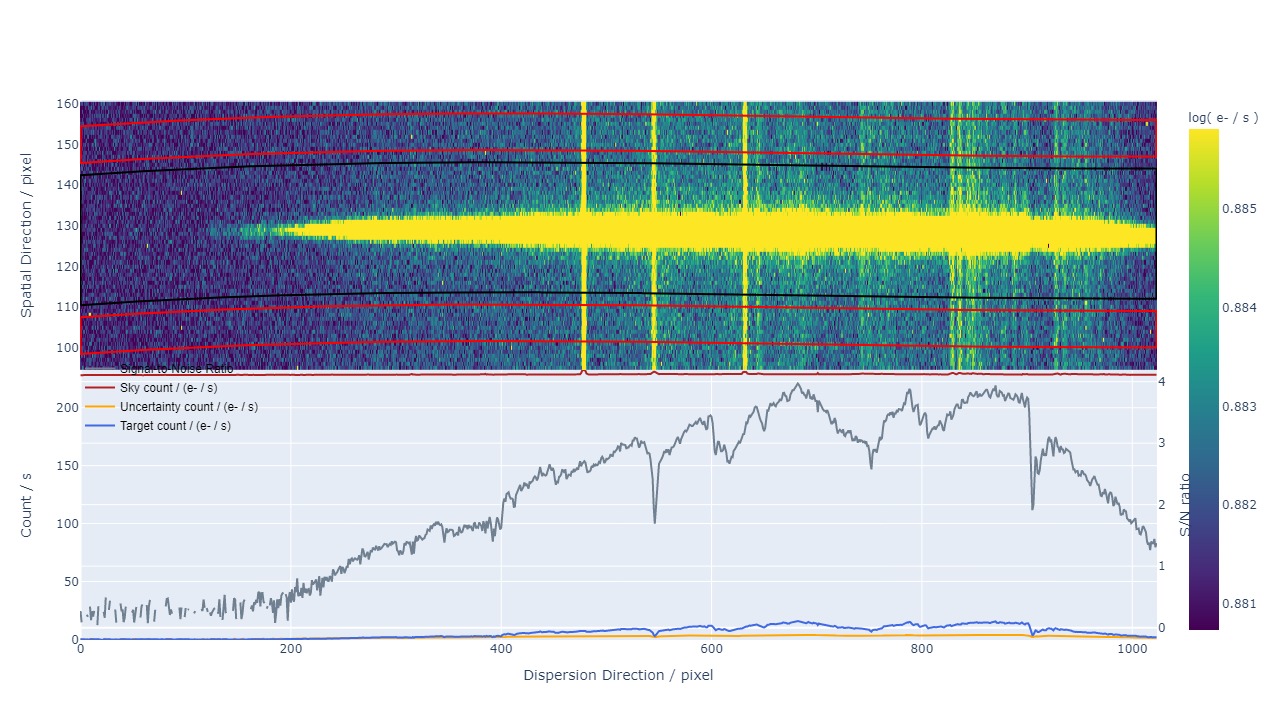 log( e- / s )
160
150
140
130
120
110
100
Spatial Direction / pixel
0.885
0.884
0.883
0.882
0.881
Signal-to-Noise Ratio
Sky count / (e- / s)
Uncertainty count / (e- / s)
Target count / (e- / s)
200
150
100
50
0
Count / s
4
3
2
1
0
S/N ratio
0 200 400 600 800 1000
Dispersion Direction / pixel